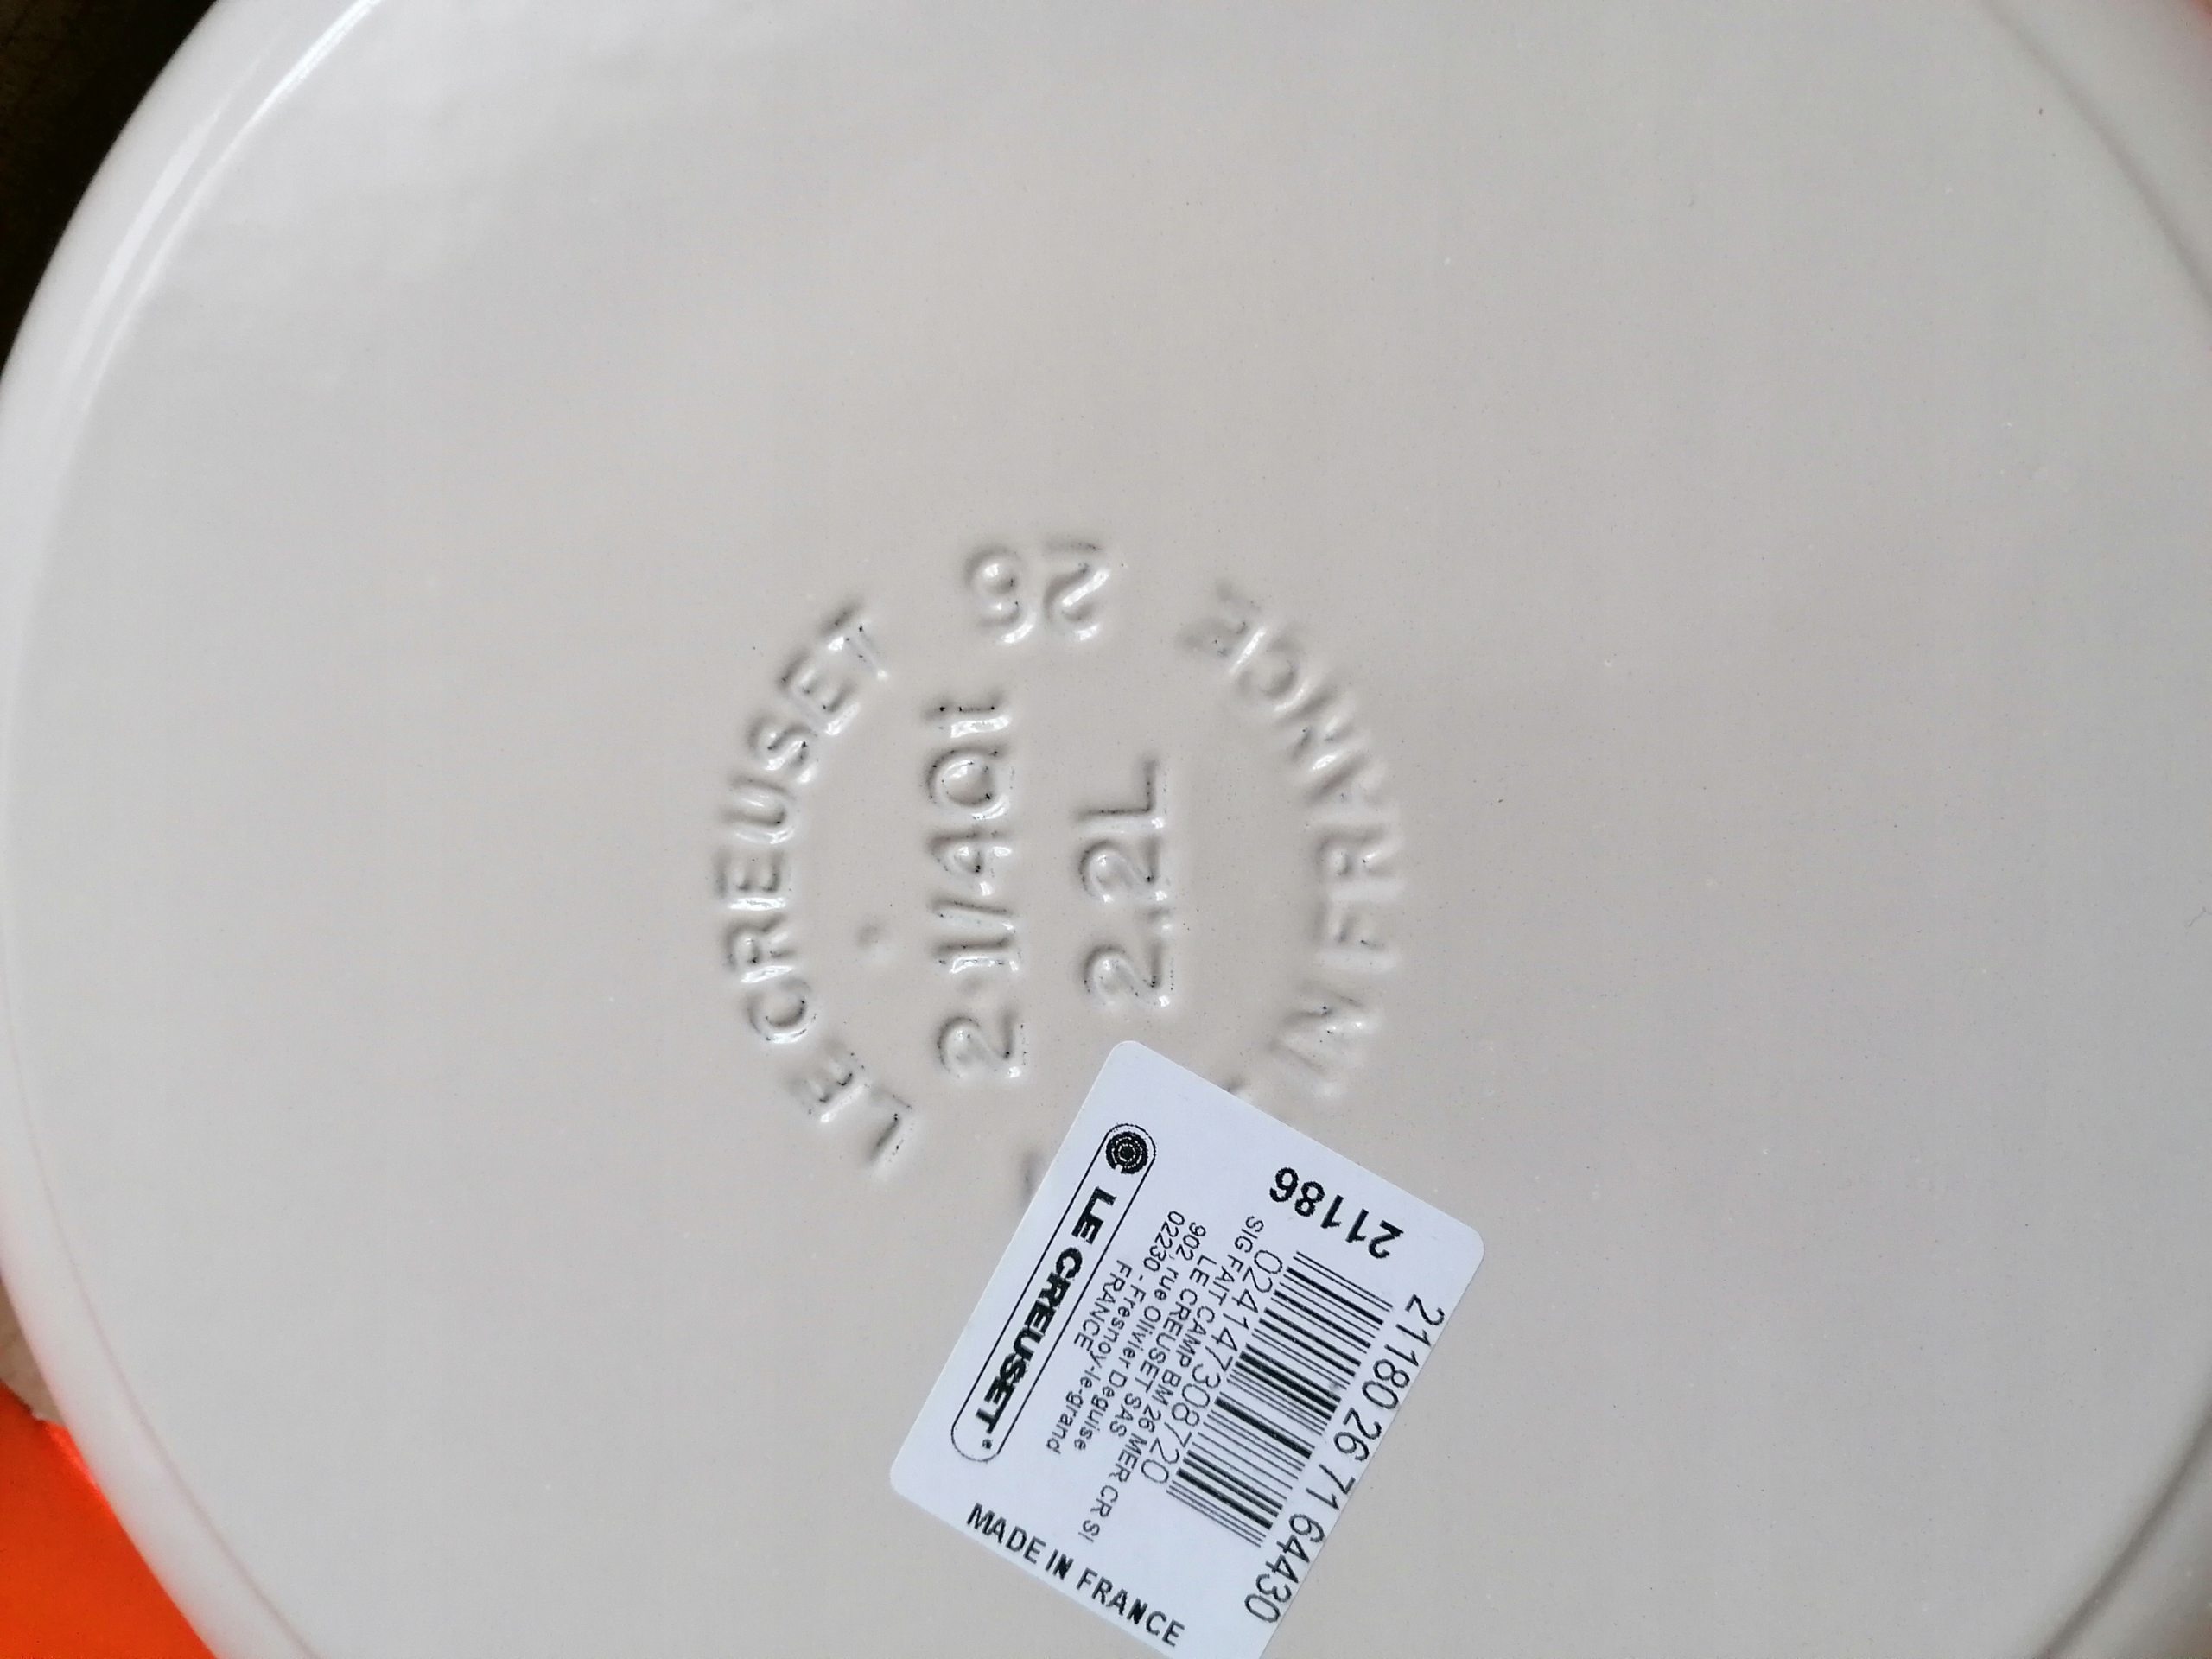 LE CREUSET
26
2·1/4Qt
2.2L
IN FRANCE
LE CREUSET®
21186
SIG FAIT CAMP BM 26 MER CR SI
LE CREUSET SAS
902, rue Olivier Deguise
02230 - Fresnoy-le-grand
FRANCE
024147308720
21180 26 71 64430
MADE IN FRANCE